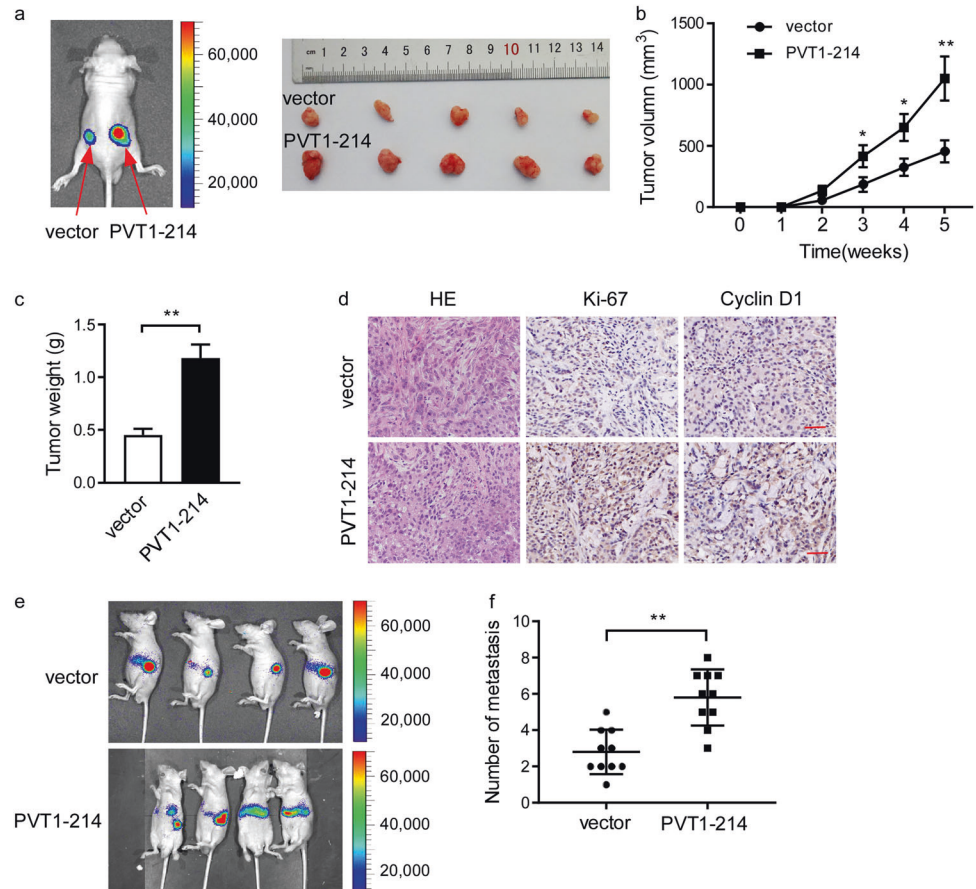 a
60,000
40,000
20,000
vector PVT1-214
cm 1 2 3 4 5 6 7 8 9 10 11 12 13 14
vector
PVT1-214
b
Tumor volumn (mm³)
1500
1000
500
0
vector
PVT1-214
* * **
0 1 2 3 4 5
Time(weeks)
c
Tumor weight (g)
1.5
1.0
0.5
0.0
**
vector
PVT1-214
d
HE Ki-67 Cyclin D1
vector
PVT1-214
e
vector
60,000
40,000
20,000
PVT1-214
60,000
40,000
20,000
f
Number of metastasis
10
8
6
4
2
0
**
vector PVT1-214